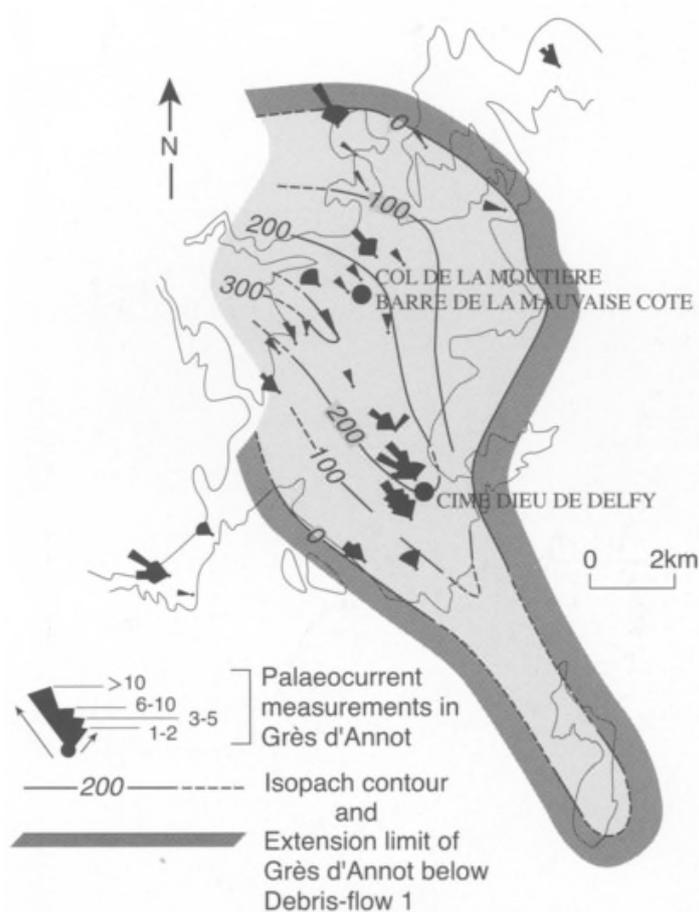 N
0
100
200
300
COL DE LA MOUTIERE
BARRE DE LA MAUVAISE COTE
200
100
CIME DIEU DE DELFY
0
0 2km
>10
6-10
3-5
1-2
Palaeocurrent
measurements in
Grès d'Annot
200
Isopach contour
and
Extension limit of
Grès d'Annot below
Debris-flow 1